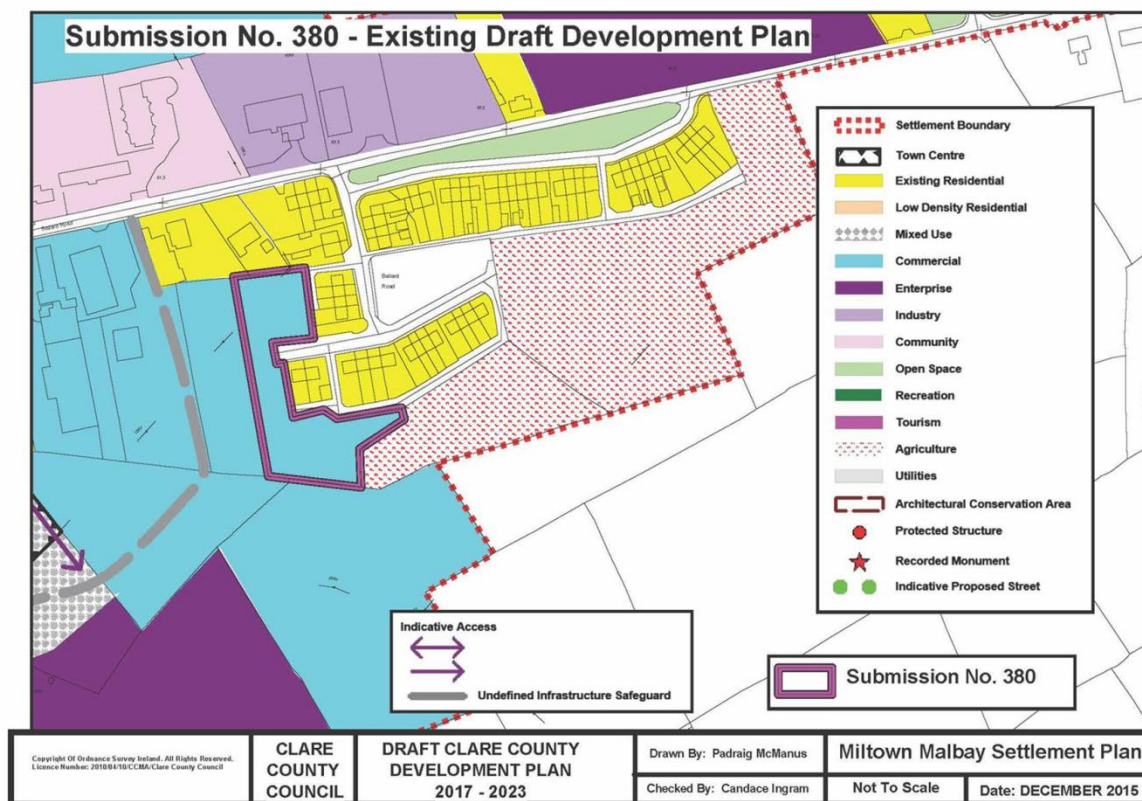 Submission No. 380 - Existing Draft Development Plan
Ballard Road
Ballard
Road
Settlement Boundary
Town Centre
Existing Residential
Low Density Residential
Mixed Use
Commercial
Enterprise
Industry
Community
Open Space
Recreation
Tourism
Agriculture
Utilities
Architectural Conservation Area
Protected Structure
Recorded Monument
Indicative Proposed Street
Indicative Access
Undefined Infrastructure Safeguard
Submission No. 380
Copyright Of Ordnance Survey Ireland. All Rights Reserved.
Licence Number: 2010/04/10/CCMA/Clare County Council
CLARE
COUNTY
COUNCIL
DRAFT CLARE COUNTY
DEVELOPMENT PLAN
2017 - 2023
Drawn By: Padraig McManus
Checked By: Candace Ingram
Miltown Malbay Settlement Plan
Not To Scale
Date: DECEMBER 2015